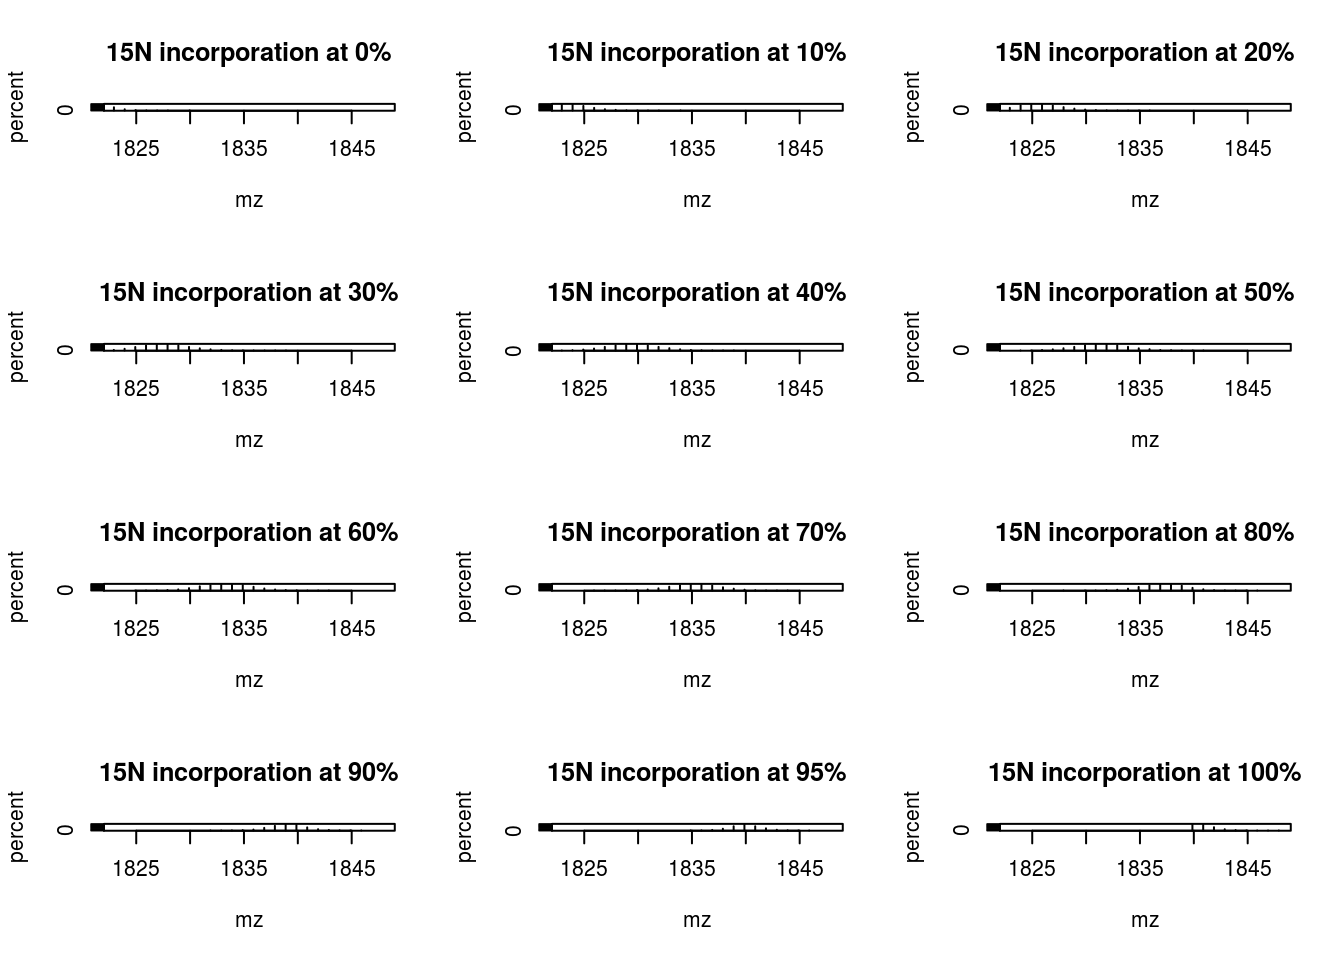 15N incorporation at 0%
percent
0
1825 1835 1845
mz
15N incorporation at 10%
percent
0
1825 1835 1845
mz
15N incorporation at 20%
percent
0
1825 1835 1845
mz
15N incorporation at 30%
percent
0
1825 1835 1845
mz
15N incorporation at 40%
percent
0
1825 1835 1845
mz
15N incorporation at 50%
percent
0
1825 1835 1845
mz
15N incorporation at 60%
percent
0
1825 1835 1845
mz
15N incorporation at 70%
percent
0
1825 1835 1845
mz
15N incorporation at 80%
percent
0
1825 1835 1845
mz
15N incorporation at 90%
percent
0
1825 1835 1845
mz
15N incorporation at 95%
percent
0
1825 1835 1845
mz
15N incorporation at 100%
percent
0
1825 1835 1845
mz